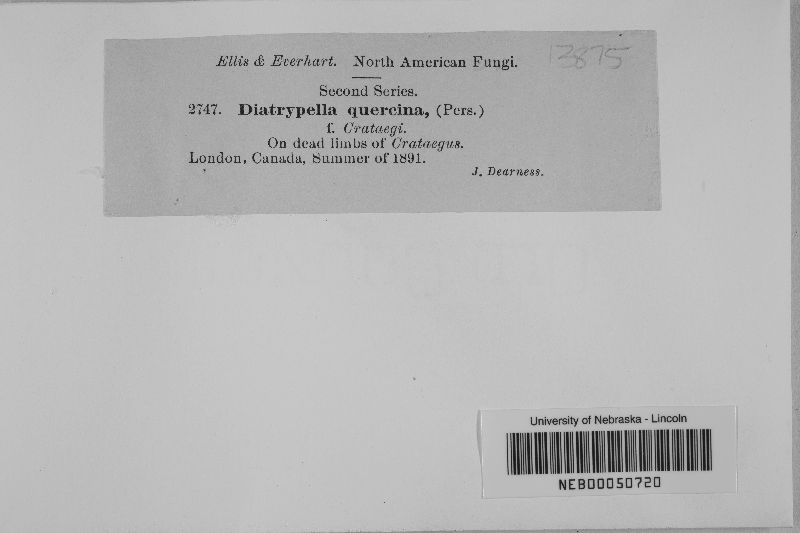 Ellis & Everhart. North American Fungi.
13875
Second Series.
2747. Diatrypella quercina, (Pers.)
f. Crataegi.
On dead limbs of Crataegus.
London, Canada, Summer of 1891.
J. Dearness.
University of Nebraska - Lincoln
NEB00050720